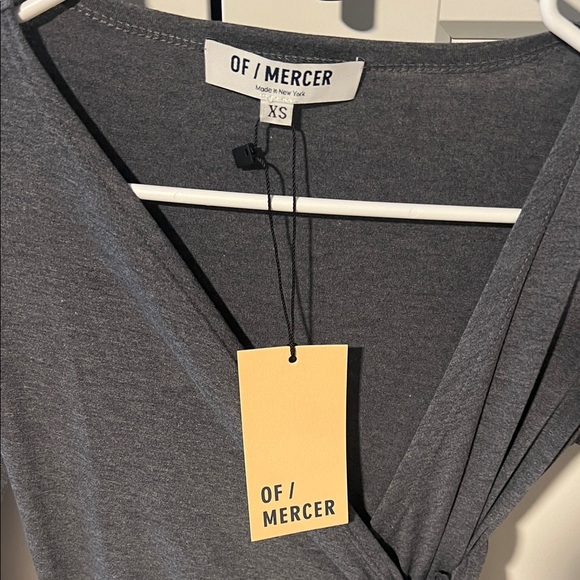 OF / MERCER
Made in New York
XS
OF /
MERCER